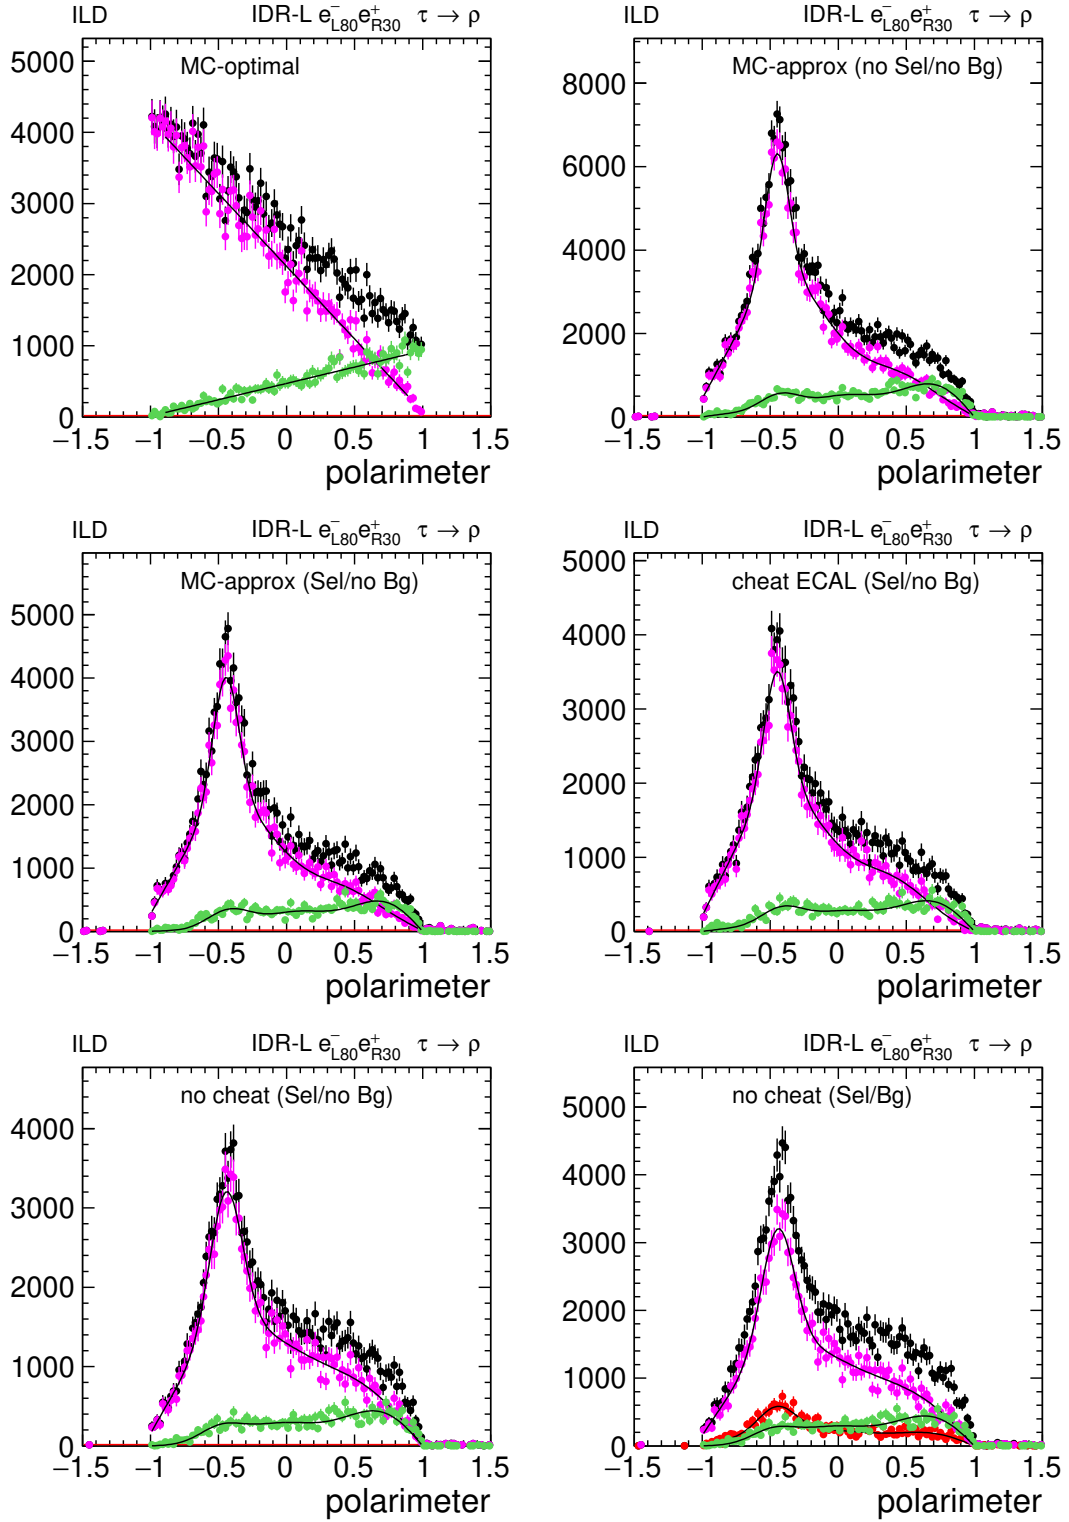 ILD IDR-L e⁻L80 e⁺R30 τ → ρ
MC-optimal
5000
4000
3000
2000
1000
0
−1.5 −1 −0.5 0 0.5 1 1.5
polarimeter
ILD IDR-L e⁻L80 e⁺R30 τ → ρ
MC-approx (no Sel/no Bg)
8000
6000
4000
2000
0
−1.5 −1 −0.5 0 0.5 1 1.5
polarimeter
ILD IDR-L e⁻L80 e⁺R30 τ → ρ
MC-approx (Sel/no Bg)
5000
4000
3000
2000
1000
0
−1.5 −1 −0.5 0 0.5 1 1.5
polarimeter
ILD IDR-L e⁻L80 e⁺R30 τ → ρ
cheat ECAL (Sel/no Bg)
5000
4000
3000
2000
1000
0
−1.5 −1 −0.5 0 0.5 1 1.5
polarimeter
ILD IDR-L e⁻L80 e⁺R30 τ → ρ
no cheat (Sel/no Bg)
4000
3000
2000
1000
0
−1.5 −1 −0.5 0 0.5 1 1.5
polarimeter
ILD IDR-L e⁻L80 e⁺R30 τ → ρ
no cheat (Sel/Bg)
5000
4000
3000
2000
1000
0
−1.5 −1 −0.5 0 0.5 1 1.5
polarimeter